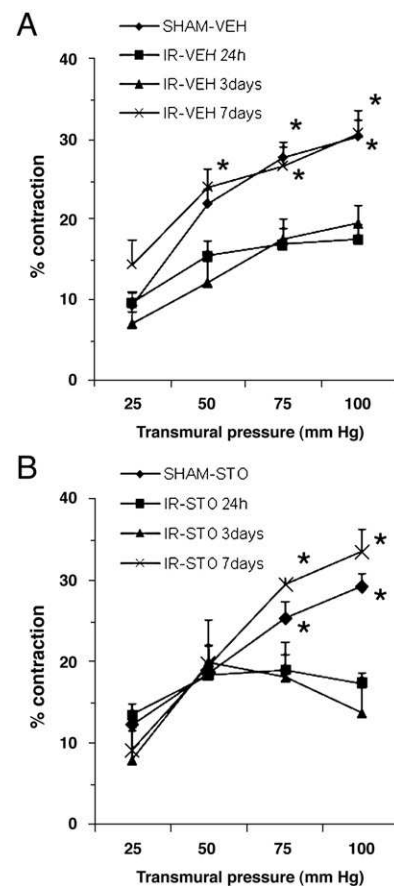 A
SHAM-VEH
IR-VEH 24h
IR-VEH 3days
IR-VEH 7days
40
30
20
10
0
% contraction
* * * * *
25 50 75 100
Transmural pressure (mm Hg)
B
SHAM-STO
IR-STO 24h
IR-STO 3days
IR-STO 7days
40
30
20
10
0
% contraction
* * * *
25 50 75 100
Transmural pressure (mm Hg)